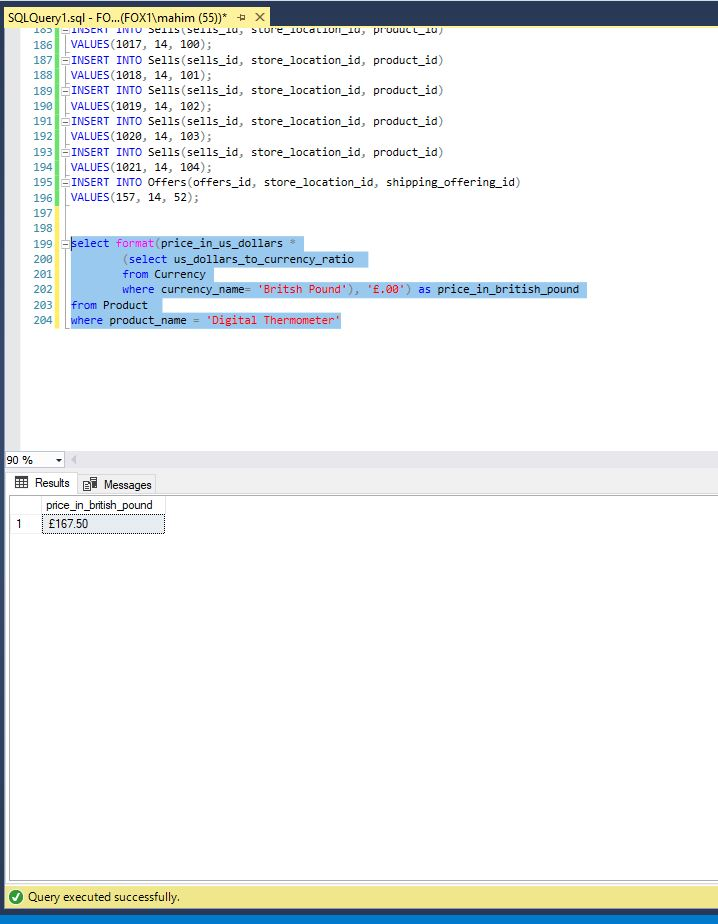 SQLQuery1.sql - FO...(FOX1\mahim (55))*
185 INSERT INTO Sells(sells_id, store_location_id, product_id)
186 VALUES(1017, 14, 100);
187 INSERT INTO Sells(sells_id, store_location_id, product_id)
188 VALUES(1018, 14, 101);
189 INSERT INTO Sells(sells_id, store_location_id, product_id)
190 VALUES(1019, 14, 102);
191 INSERT INTO Sells(sells_id, store_location_id, product_id)
192 VALUES(1020, 14, 103);
193 INSERT INTO Sells(sells_id, store_location_id, product_id)
194 VALUES(1021, 14, 104);
195 INSERT INTO Offers(offers_id, store_location_id, shipping_offering_id)
196 VALUES(157, 14, 52);
197
198
199 select format(price_in_us_dollars *
200 (select us_dollars_to_currency_ratio
201 from Currency
202 where currency_name= 'Britsh Pound'), '£.00') as price_in_british_pound
203 from Product
204 where product_name = 'Digital Thermometer'
90 %
Results Messages
price_in_british_pound
1 £167.50
Query executed successfully.